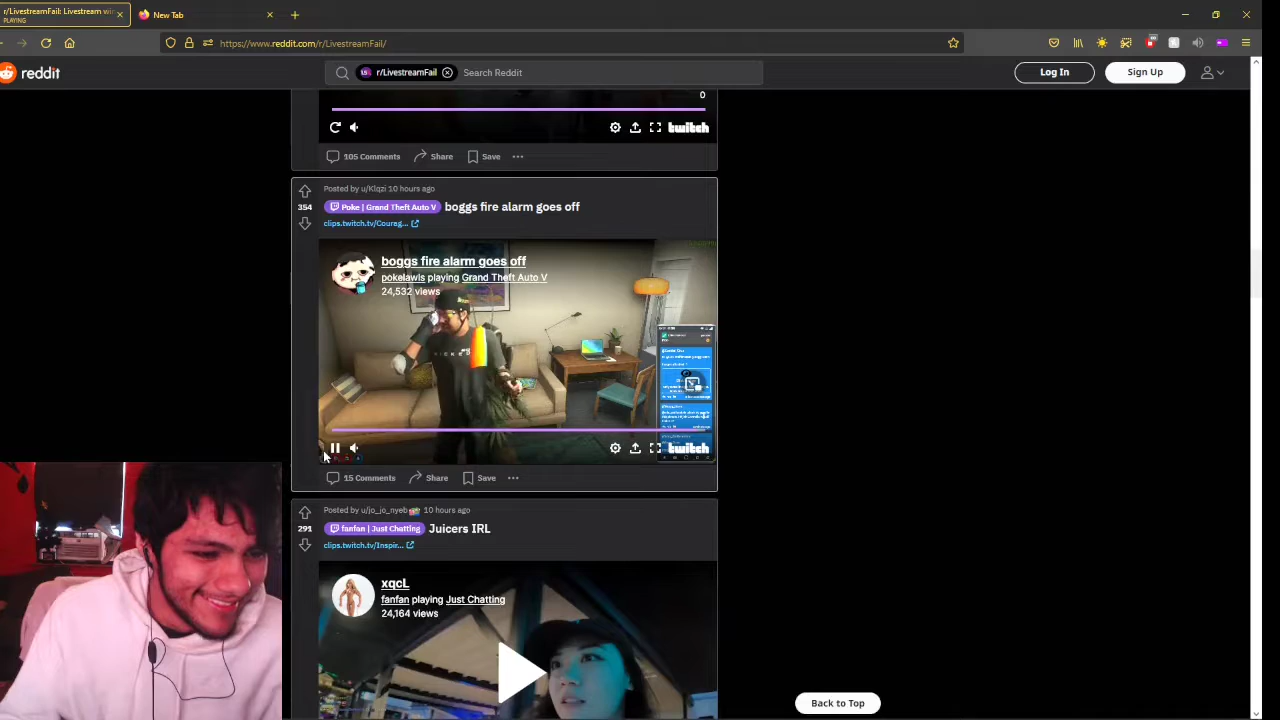 r/LivestreamFail: Livestream wi
PLAYING
New Tab
https://www.reddit.com/r/LivestreamFail/
reddit
r/LivestreamFail
Search Reddit
Log In
Sign Up
0
twitch
105 Comments
Share
Save
Posted by u/Klqzi 10 hours ago
354
Poke | Grand Theft Auto V
boggs fire alarm goes off
clips.twitch.tv/Courag...
boggs fire alarm goes off
pokelawls playing Grand Theft Auto V
24,532 views
twitch
15 Comments
Share
Save
Posted by u/jo_jo_nyeb 10 hours ago
291
fanfan | Just Chatting
Juicers IRL
clips.twitch.tv/Inspir...
xqcL
fanfan playing Just Chatting
24,164 views
Back to Top